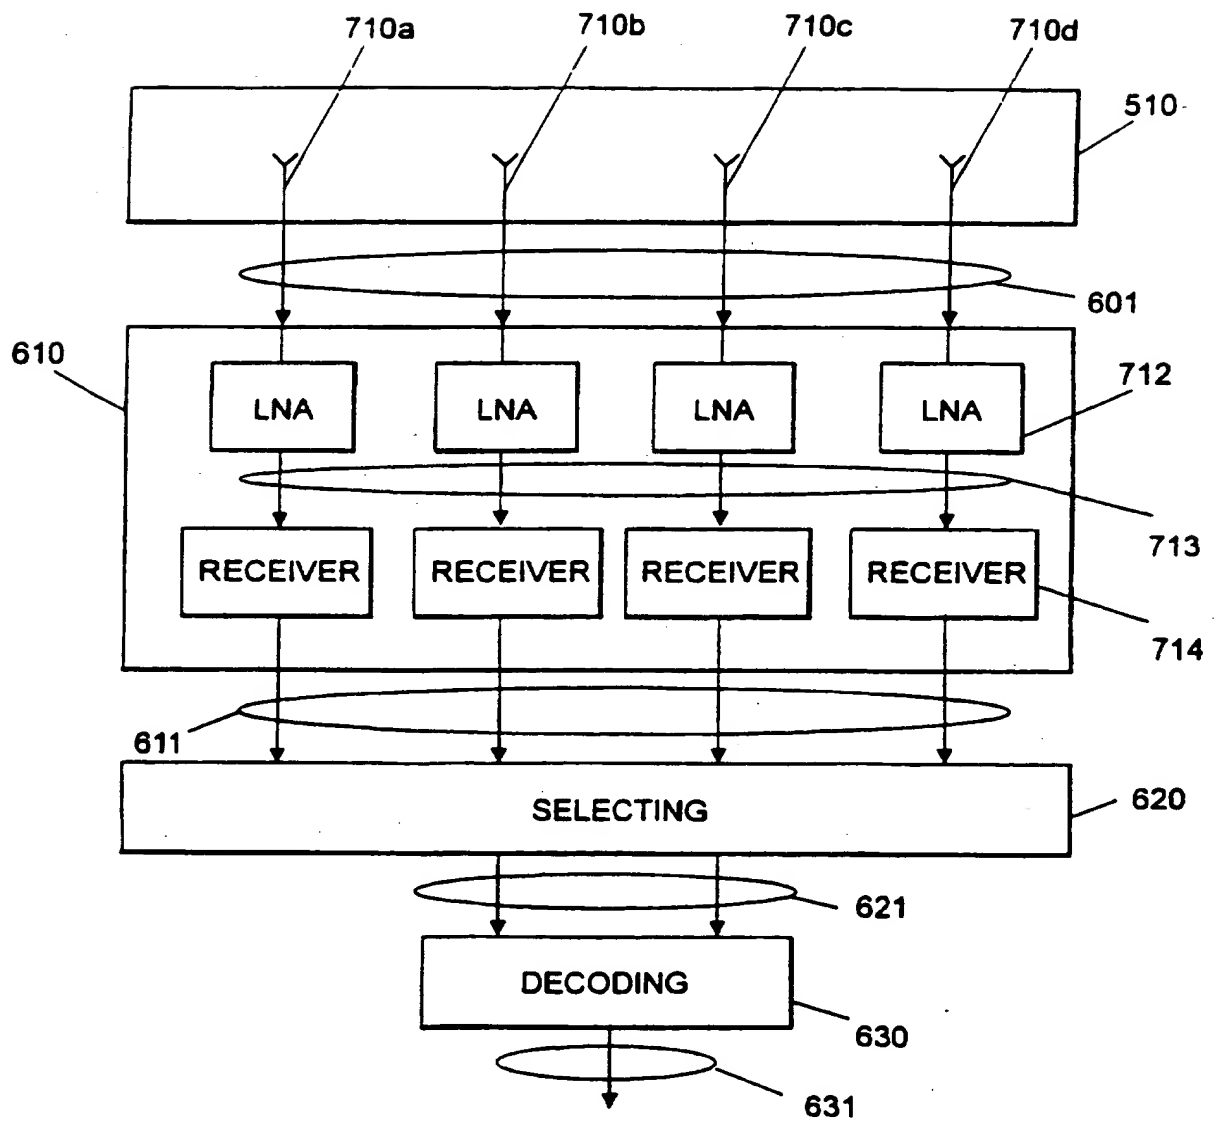 710a 710b 710c 710d
510
601
610
LNA LNA LNA LNA
712
713
RECEIVER RECEIVER RECEIVER RECEIVER
714
611
SELECTING
620
621
DECODING
630
631